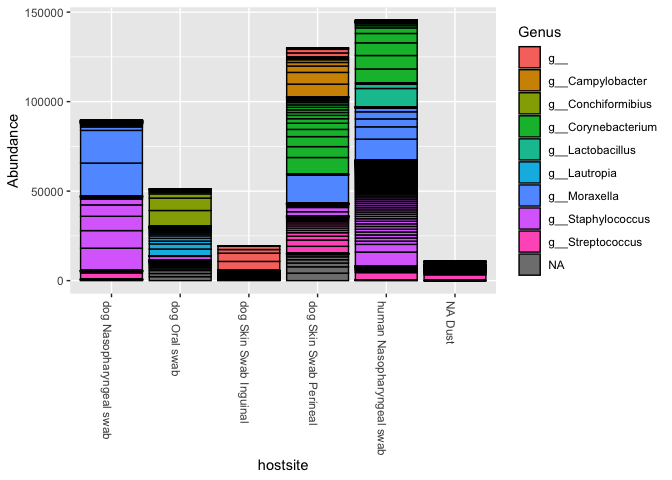 150000
100000
50000
0
Abundance
dog Nasopharyngeal swab
dog Oral swab
dog Skin Swab Inguinal
dog Skin Swab Perineal
human Nasopharyngeal swab
NA Dust
hostsite
Genus
g__
g__Campylobacter
g__Conchiformibius
g__Corynebacterium
g__Lactobacillus
g__Lautropia
g__Moraxella
g__Staphylococcus
g__Streptococcus
NA